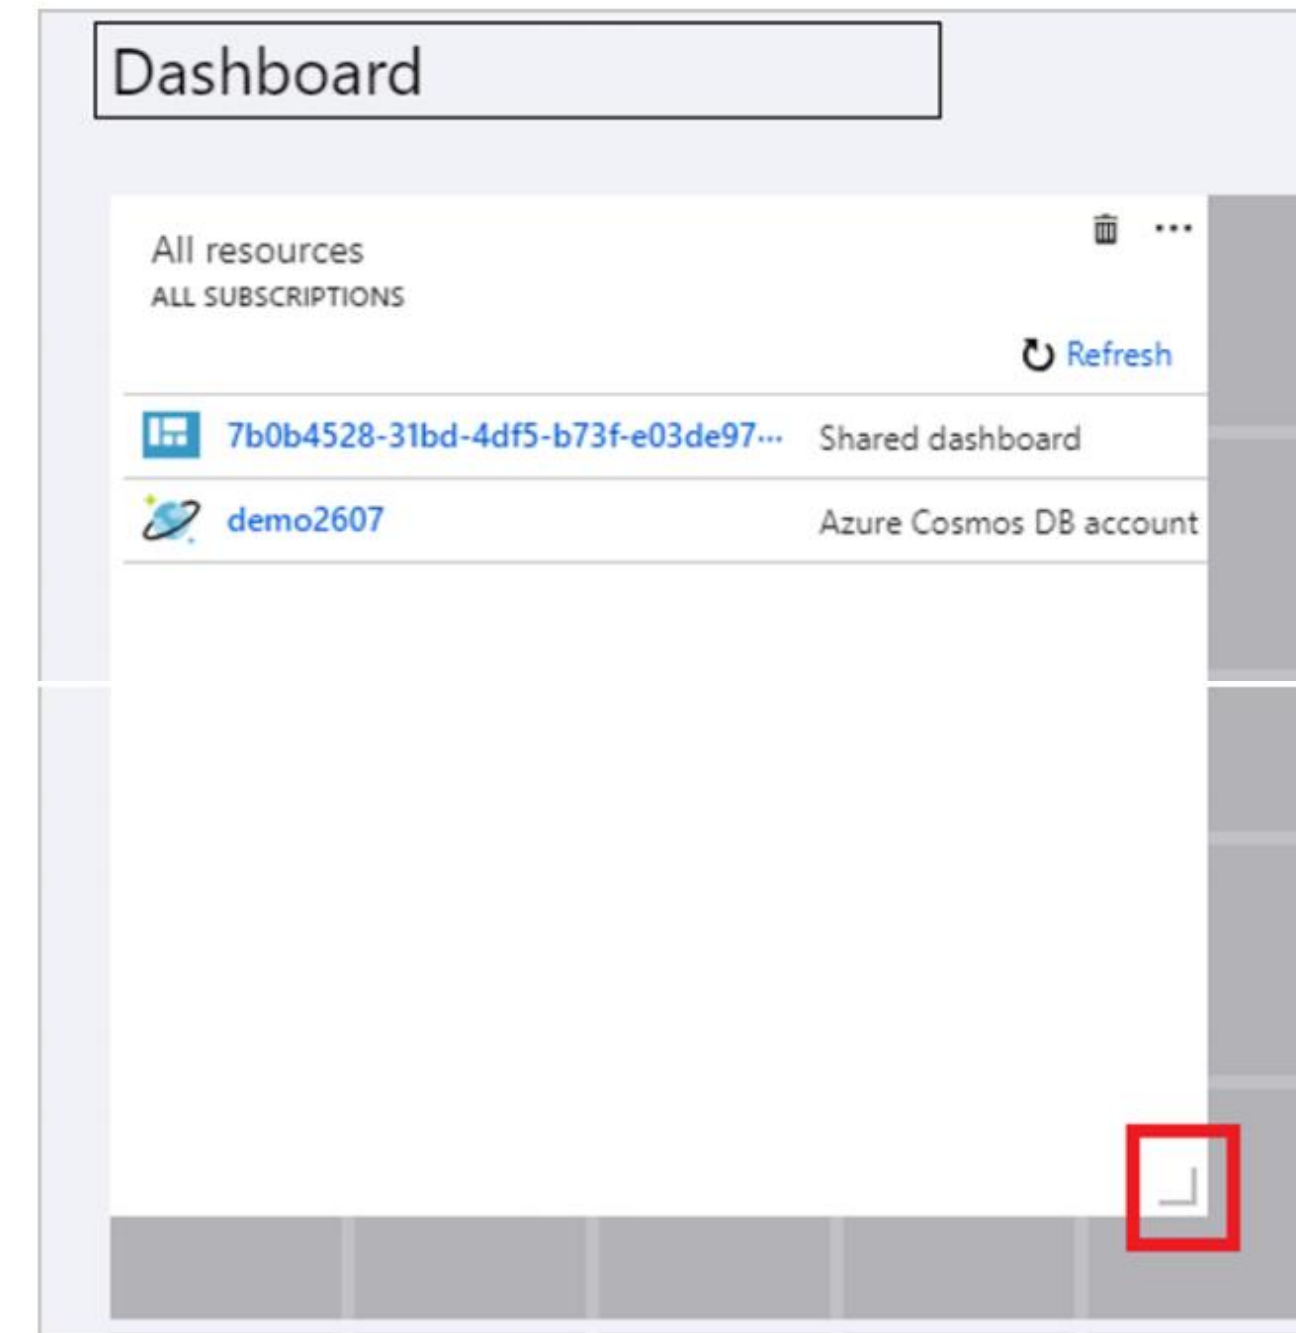 Dashboard
All resources
ALL SUBSCRIPTIONS
Refresh
7b0b4528-31bd-4df5-b73f-e03de97··· Shared dashboard
demo2607 Azure Cosmos DB account